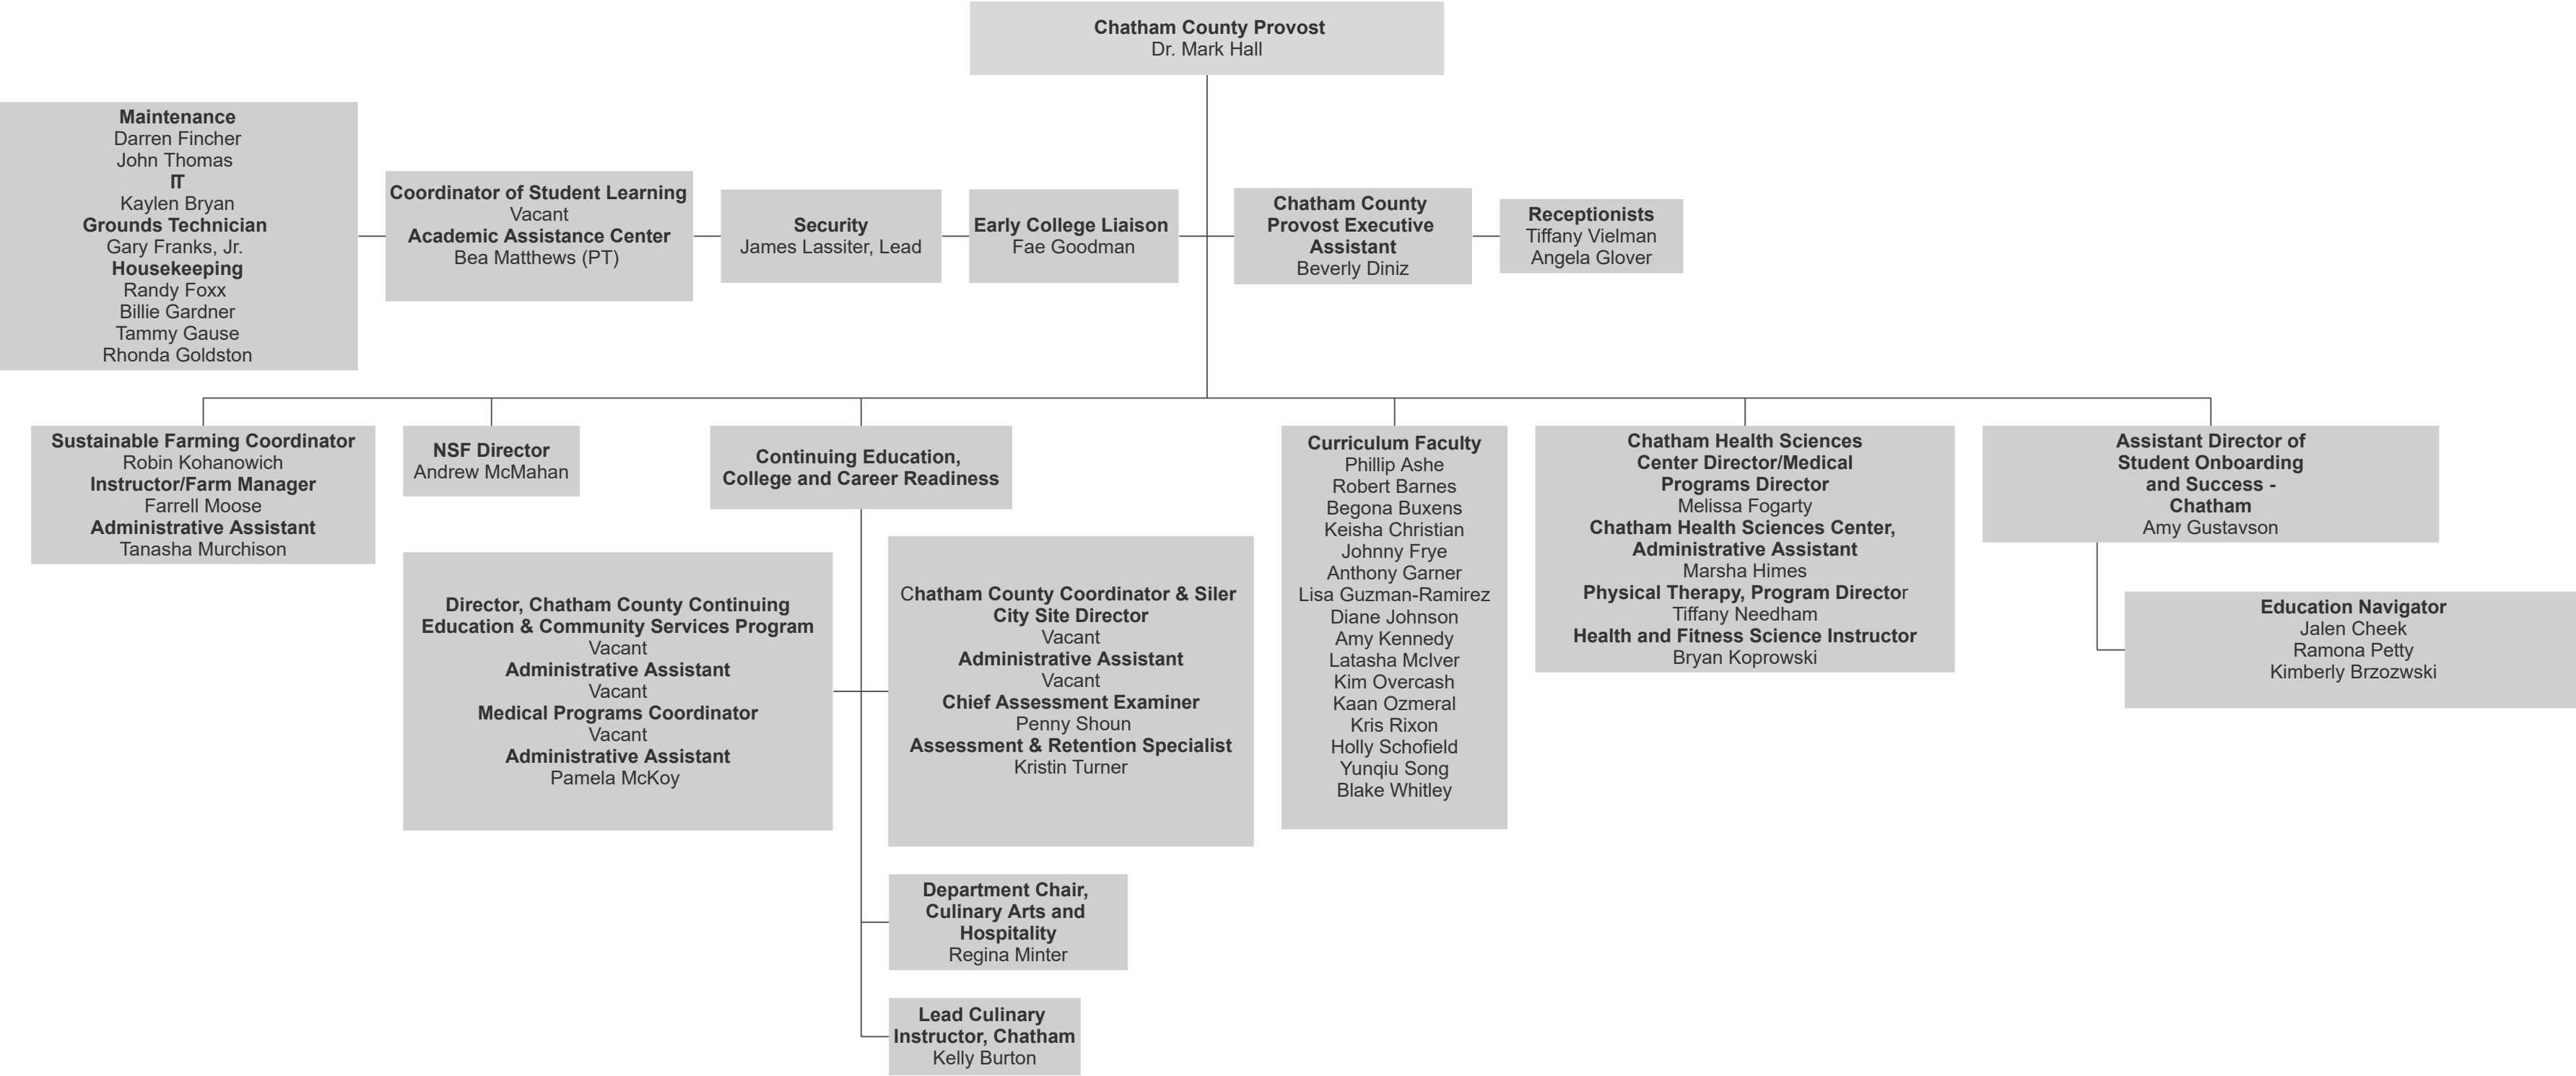 Chatham County Provost
Dr. Mark Hall
Maintenance
Darren Fincher
John Thomas
IT
Kaylen Bryan
Grounds Technician
Gary Franks, Jr.
Housekeeping
Randy Foxx
Billie Gardner
Tammy Gause
Rhonda Goldston
Coordinator of Student Learning
Vacant
Academic Assistance Center
Bea Matthews (PT)
Security
James Lassiter, Lead
Early College Liaison
Fae Goodman
Chatham County
Provost Executive
Assistant
Beverly Diniz
Receptionists
Tiffany Vielman
Angela Glover
Sustainable Farming Coordinator
Robin Kohanowich
Instructor/Farm Manager
Farrell Moose
Administrative Assistant
Tanasha Murchison
NSF Director
Andrew McMahan
Continuing Education,
College and Career Readiness
Director, Chatham County Continuing
Education & Community Services Program
Vacant
Administrative Assistant
Vacant
Medical Programs Coordinator
Vacant
Administrative Assistant
Pamela McKoy
Chatham County Coordinator & Siler
City Site Director
Vacant
Administrative Assistant
Vacant
Chief Assessment Examiner
Penny Shoun
Assessment & Retention Specialist
Kristin Turner
Department Chair,
Culinary Arts and
Hospitality
Regina Minter
Lead Culinary
Instructor, Chatham
Kelly Burton
Curriculum Faculty
Phillip Ashe
Robert Barnes
Begona Buxens
Keisha Christian
Johnny Frye
Anthony Garner
Lisa Guzman-Ramirez
Diane Johnson
Amy Kennedy
Latasha McIver
Kim Overcash
Kaan Ozmeral
Kris Rixon
Holly Schofield
Yunqiu Song
Blake Whitley
Chatham Health Sciences
Center Director/Medical
Programs Director
Melissa Fogarty
Chatham Health Sciences Center,
Administrative Assistant
Marsha Himes
Physical Therapy, Program Director
Tiffany Needham
Health and Fitness Science Instructor
Bryan Koprowski
Assistant Director of
Student Onboarding
and Success -
Chatham
Amy Gustavson
Education Navigator
Jalen Cheek
Ramona Petty
Kimberly Brzozwski